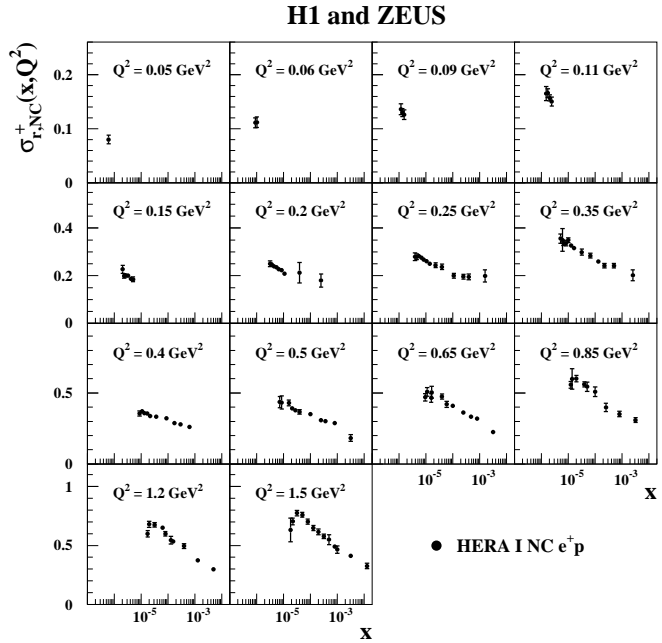 H1 and ZEUS
σ⁺r,NC(x,Q²)
Q² = 0.05 GeV²
Q² = 0.06 GeV²
Q² = 0.09 GeV²
Q² = 0.11 GeV²
0.2
0.1
0
Q² = 0.15 GeV²
Q² = 0.2 GeV²
Q² = 0.25 GeV²
Q² = 0.35 GeV²
0.4
0.2
0
Q² = 0.4 GeV²
Q² = 0.5 GeV²
Q² = 0.65 GeV²
Q² = 0.85 GeV²
0.5
0
10⁻⁵ 10⁻³
10⁻⁵ 10⁻³
x
Q² = 1.2 GeV²
Q² = 1.5 GeV²
1
0.5
0
10⁻⁵ 10⁻³
10⁻⁵ 10⁻³
x
HERA I NC e⁺p